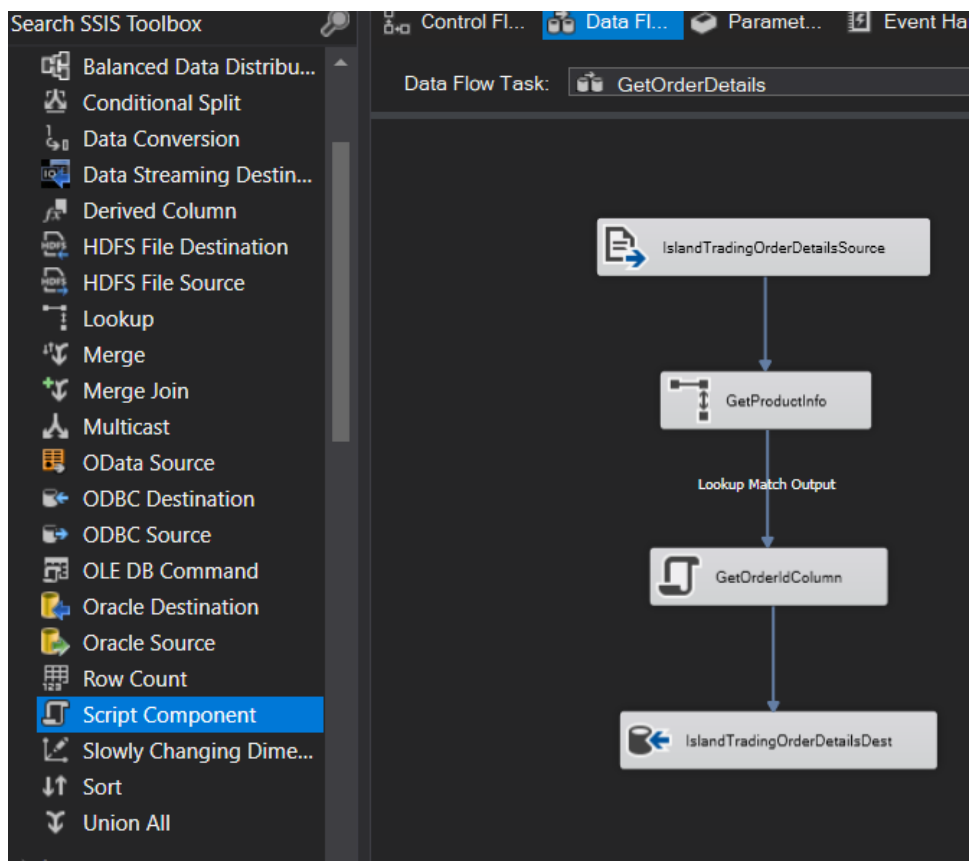 Search SSIS Toolbox
Balanced Data Distribu...
Conditional Split
Data Conversion
Data Streaming Destin...
Derived Column
HDFS File Destination
HDFS File Source
Lookup
Merge
Merge Join
Multicast
OData Source
ODBC Destination
ODBC Source
OLE DB Command
Oracle Destination
Oracle Source
Row Count
Script Component
Slowly Changing Dime...
Sort
Union All
Control Fl...
Data Fl...
Paramet...
Event Ha
Data Flow Task:
GetOrderDetails
IslandTradingOrderDetailsSource
GetProductInfo
Lookup Match Output
GetOrderIdColumn
IslandTradingOrderDetailsDest